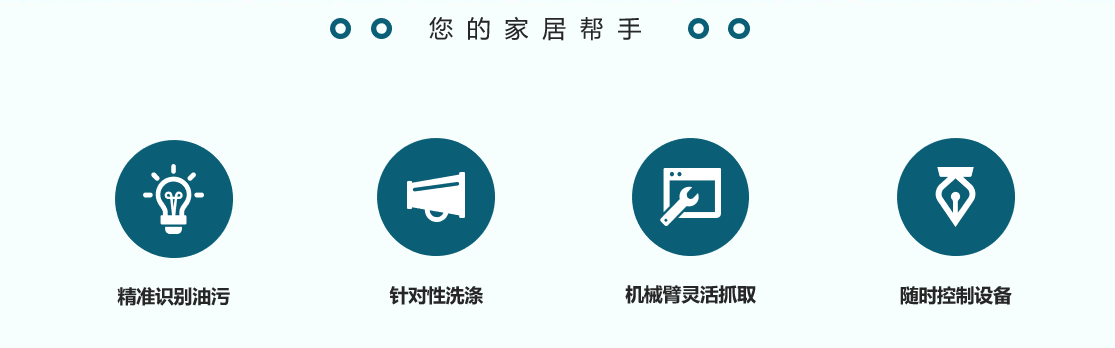 您的家居帮手
精准识别油污
针对性洗涤
机械臂灵活抓取
随时控制设备